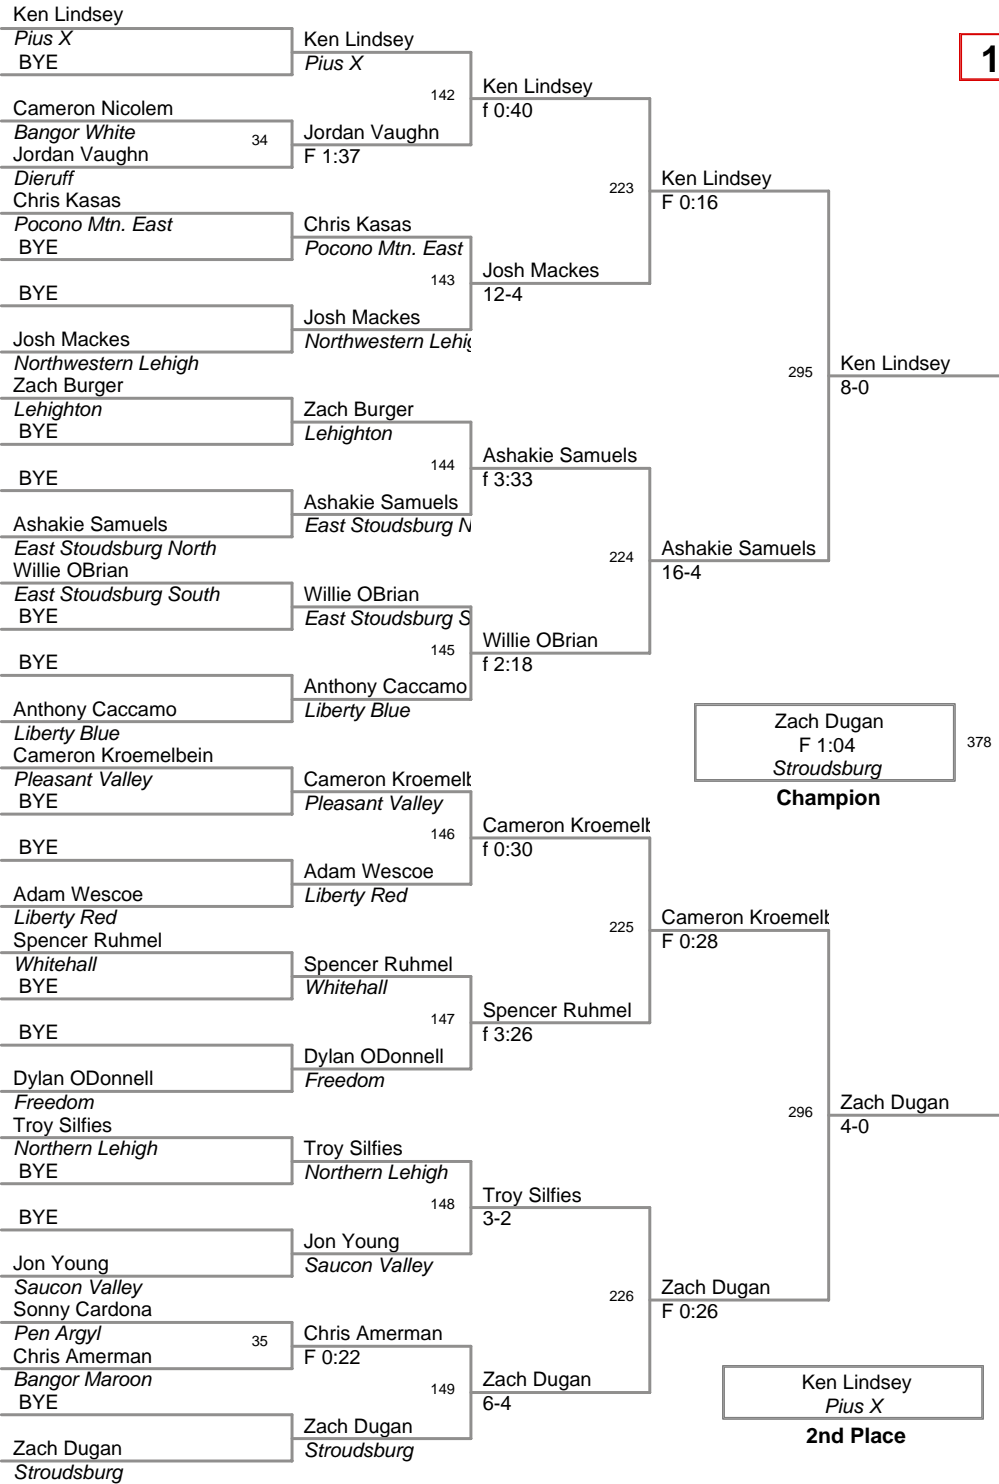 Ken Lindsey
Pius X
BYE
Cameron Nicolem
Bangor White
Jordan Vaughn
Dieruff
Chris Kasas
Pocono Mtn. East
BYE
BYE
Josh Mackes
Northwestern Lehigh
Zach Burger
Lehighton
BYE
BYE
Ashakie Samuels
East Stoudsburg North
Willie OBrian
East Stoudsburg South
BYE
BYE
Anthony Caccamo
Liberty Blue
Cameron Kroemelbein
Pleasant Valley
BYE
BYE
Adam Wescoe
Liberty Red
Spencer Ruhmel
Whitehall
BYE
BYE
Dylan ODonnell
Freedom
Troy Silfies
Northern Lehigh
BYE
BYE
Jon Young
Saucon Valley
Sonny Cardona
Pen Argyl
Chris Amerman
Bangor Maroon
BYE
Zach Dugan
Stroudsburg
34
35
Ken Lindsey
Pius X
Jordan Vaughn
F 1:37
Chris Kasas
Pocono Mtn. East
Josh Mackes
Northwestern Lehig
Zach Burger
Lehighton
Ashakie Samuels
East Stoudsburg N
Willie OBrian
East Stoudsburg S
Anthony Caccamo
Liberty Blue
Cameron Kroemelb
Pleasant Valley
Adam Wescoe
Liberty Red
Spencer Ruhmel
Whitehall
Dylan ODonnell
Freedom
Troy Silfies
Northern Lehigh
Jon Young
Saucon Valley
Chris Amerman
F 0:22
Zach Dugan
Stroudsburg
142
143
144
145
146
147
148
149
Ken Lindsey
f 0:40
Josh Mackes
12-4
Ashakie Samuels
f 3:33
Willie OBrian
f 2:18
Cameron Kroemelb
f 0:30
Spencer Ruhmel
f 3:26
Troy Silfies
3-2
Zach Dugan
6-4
223
224
225
226
Ken Lindsey
F 0:16
Ashakie Samuels
16-4
Cameron Kroemelb
F 0:28
Zach Dugan
F 0:26
295
296
Ken Lindsey
8-0
Zach Dugan
4-0
1
Zach Dugan
F 1:04
Stroudsburg
378
Champion
Ken Lindsey
Pius X
2nd Place